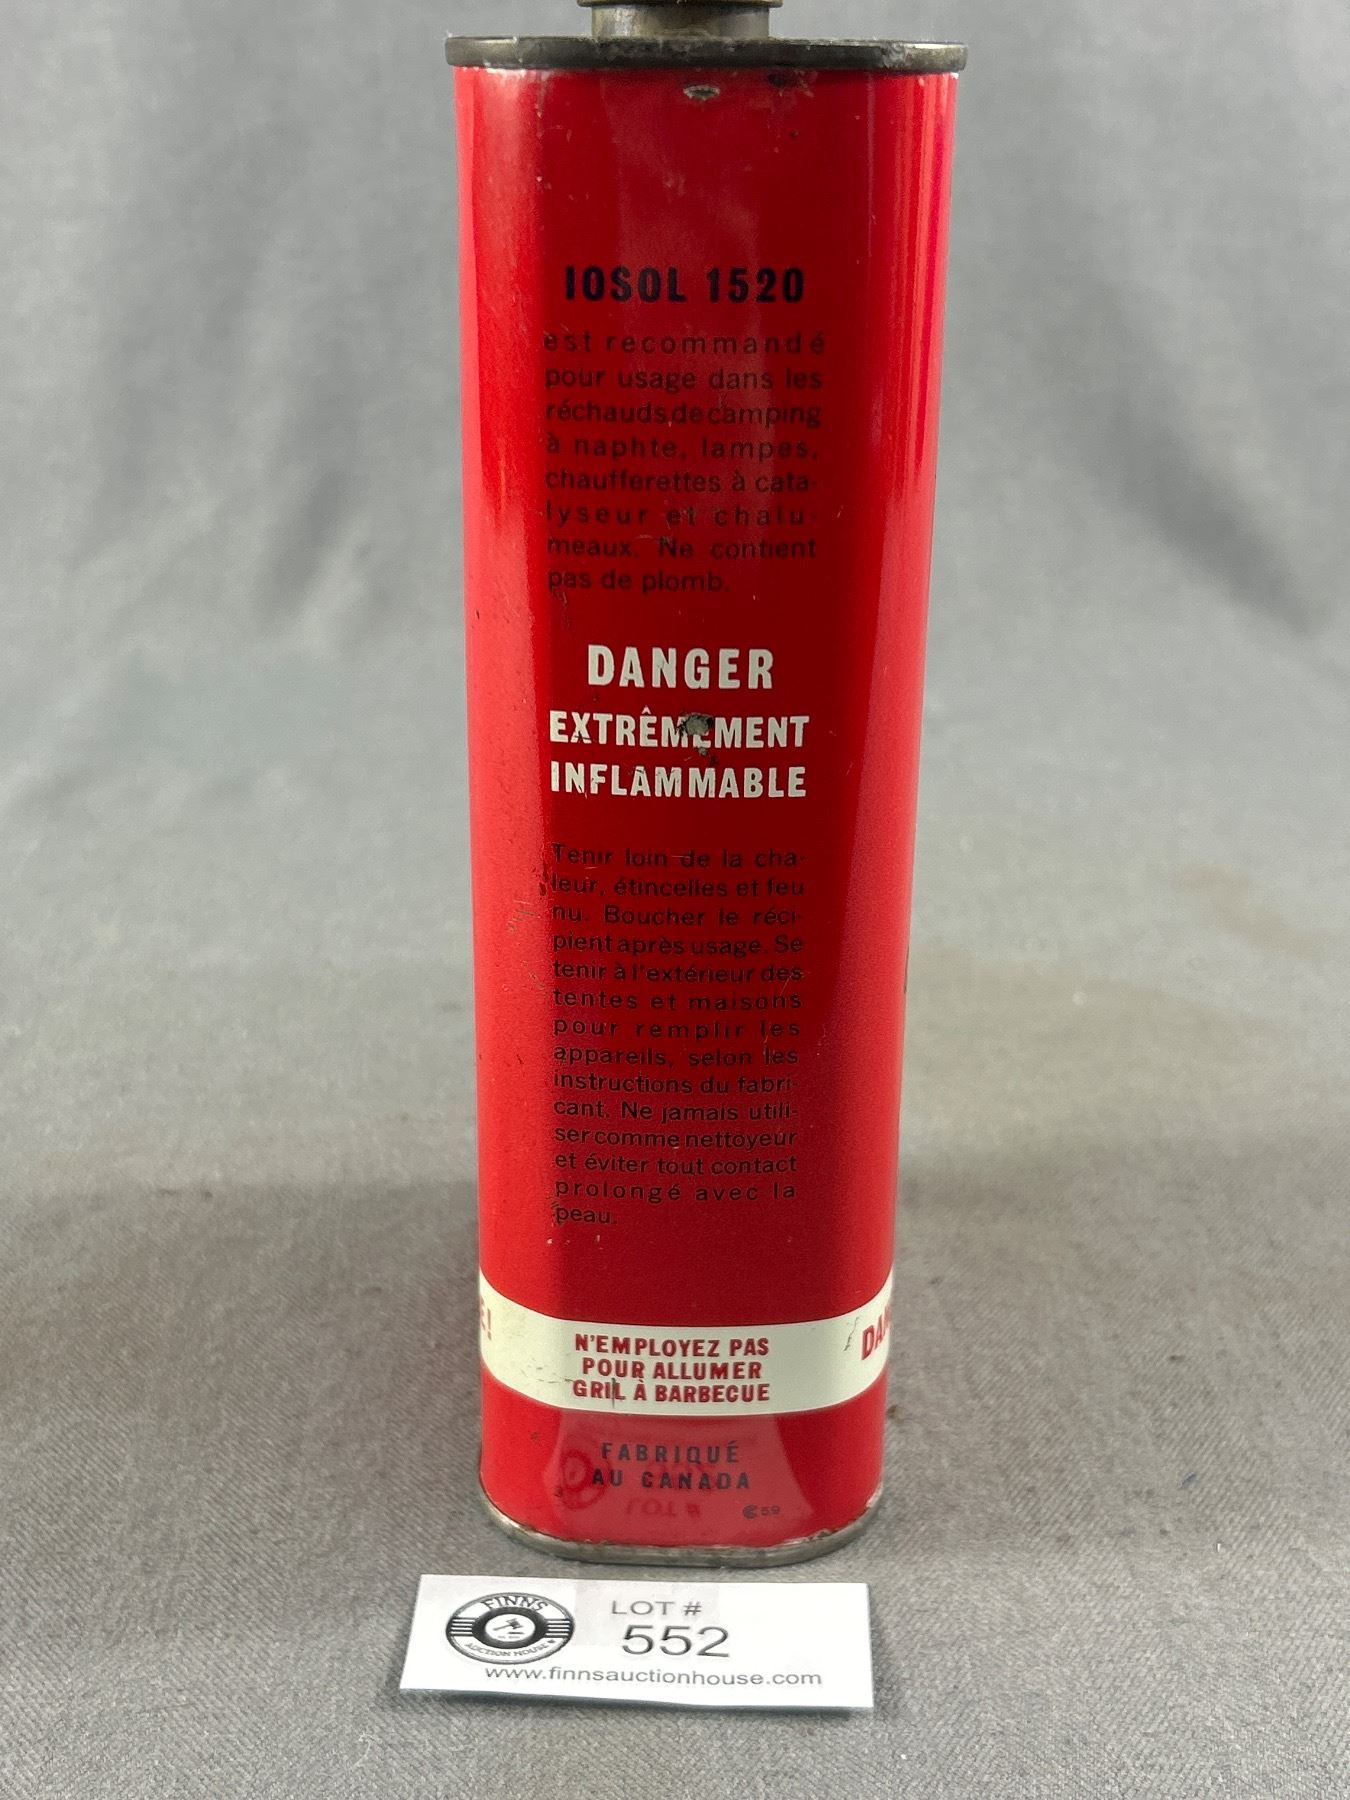 IOSOL 1520
est recommandé
pour usage dans les
réchauds, de camping
à naphte, lampes,
chaufferettes à cata-
lyseur et chalu-
meaux. Ne contient
pas de plomb.
DANGER
EXTRÊMEMENT
INFLAMMABLE
Tenir loin de la cha-
leur, étincelles et feu
nu. Boucher le réci-
pient après usage. Se
tenir à l'extérieur des
tentes et maisons
pour remplir les
appareils, selon les
instructions du fabri-
cant. Ne jamais utili-
ser comme nettoyeur
et éviter tout contact
prolongé avec la
peau.
N'EMPLOYEZ PAS
POUR ALLUMER
GRIL À BARBECUE
FABRIQUÉ
AU CANADA
59
FINNS
AUCTION HOUSE
LOT #
552
www.finnsauctionhouse.com